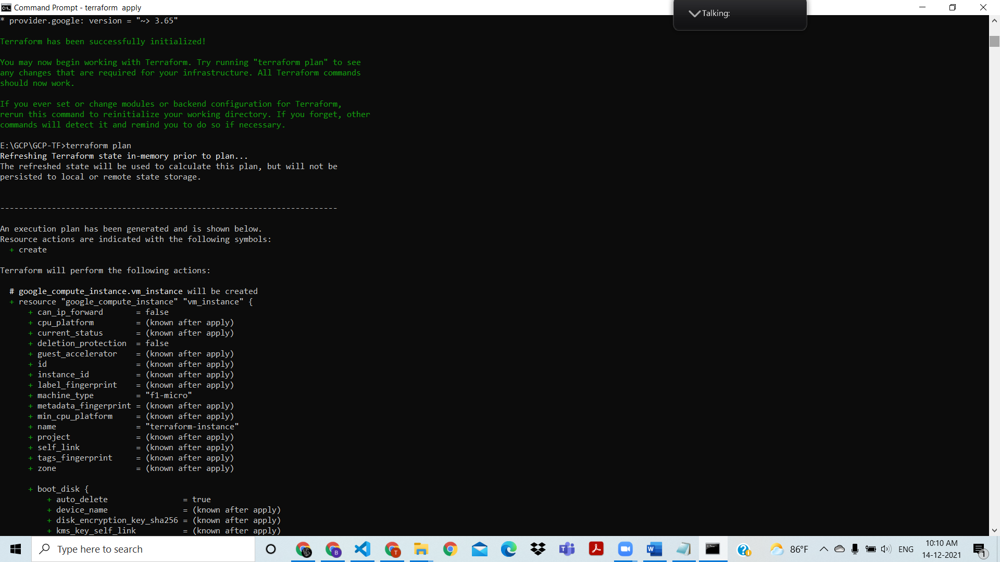 Command Prompt - terraform  apply
Talking:
* provider.google: version = "~> 3.65"
Terraform has been successfully initialized!
You may now begin working with Terraform. Try running "terraform plan" to see
any changes that are required for your infrastructure. All Terraform commands
should now work.
If you ever set or change modules or backend configuration for Terraform,
rerun this command to reinitialize your working directory. If you forget, other
commands will detect it and remind you to do so if necessary.
E:\GCP\GCP-TF>terraform plan
Refreshing Terraform state in-memory prior to plan...
The refreshed state will be used to calculate this plan, but will not be
persisted to local or remote state storage.
------------------------------------------------------------------------
An execution plan has been generated and is shown below.
Resource actions are indicated with the following symbols:
  + create
Terraform will perform the following actions:
  # google_compute_instance.vm_instance will be created
  + resource "google_compute_instance" "vm_instance" {
      + can_ip_forward       = false
      + cpu_platform         = (known after apply)
      + current_status       = (known after apply)
      + deletion_protection  = false
      + guest_accelerator    = (known after apply)
      + id                   = (known after apply)
      + instance_id          = (known after apply)
      + label_fingerprint    = (known after apply)
      + machine_type         = "f1-micro"
      + metadata_fingerprint = (known after apply)
      + min_cpu_platform     = (known after apply)
      + name                 = "terraform-instance"
      + project              = (known after apply)
      + self_link            = (known after apply)
      + tags_fingerprint     = (known after apply)
      + zone                 = (known after apply)
      + boot_disk {
          + auto_delete                = true
          + device_name                = (known after apply)
          + disk_encryption_key_sha256 = (known after apply)
          + kms_key_self_link          = (known after apply)
Type here to search
86°F
ENG
10:10 AM
14-12-2021
1